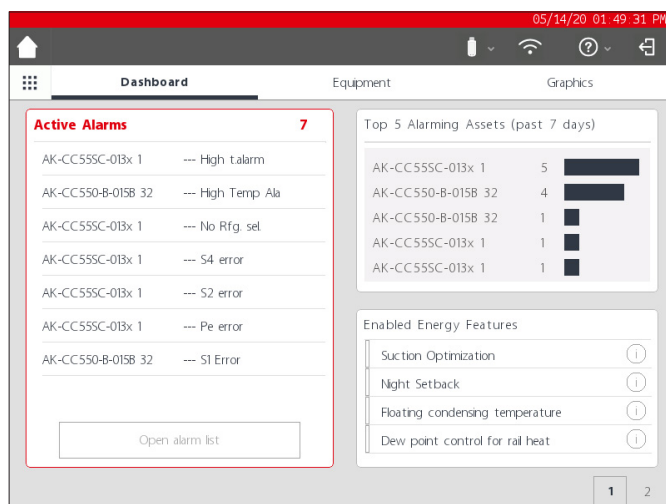 05/14/20 01:49:31 PM
Dashboard Equipment Graphics
Active Alarms 7
AK-CC55SC-013x 1 --- High t.alarm
AK-CC550-B-015B 32 --- High Temp Ala
AK-CC55SC-013x 1 --- No Rfg. sel.
AK-CC55SC-013x 1 --- S4 error
AK-CC55SC-013x 1 --- S2 error
AK-CC55SC-013x 1 --- Pe error
AK-CC550-B-015B 32 --- S1 Error
Open alarm list
Top 5 Alarming Assets (past 7 days)
AK-CC55SC-013x 1 5
AK-CC550-B-015B 32 4
AK-CC550-B-015B 32 1
AK-CC55SC-013x 1 1
AK-CC55SC-013x 1 1
Enabled Energy Features
Suction Optimization
Night Setback
Floating condensing temperature
Dew point control for rail heat
1 2